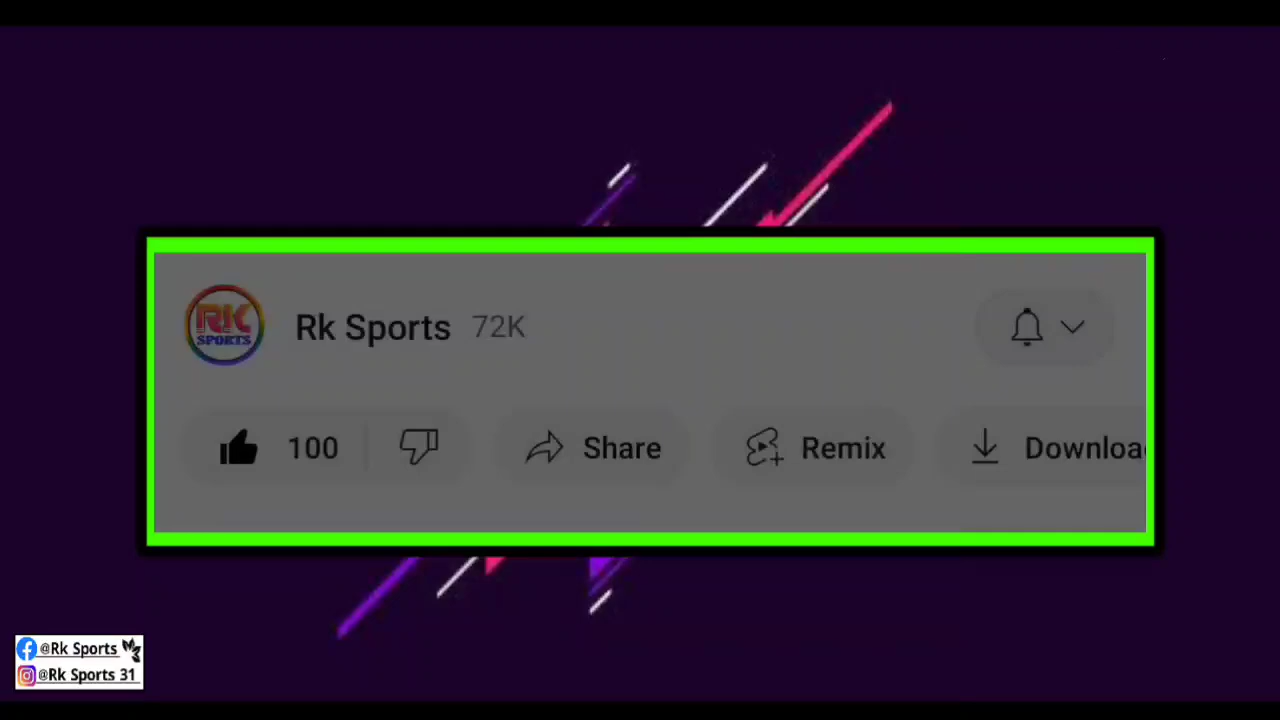 RK
SPORTS
Rk Sports 72K
100 Share Remix Downloa
@Rk Sports
@Rk Sports 31